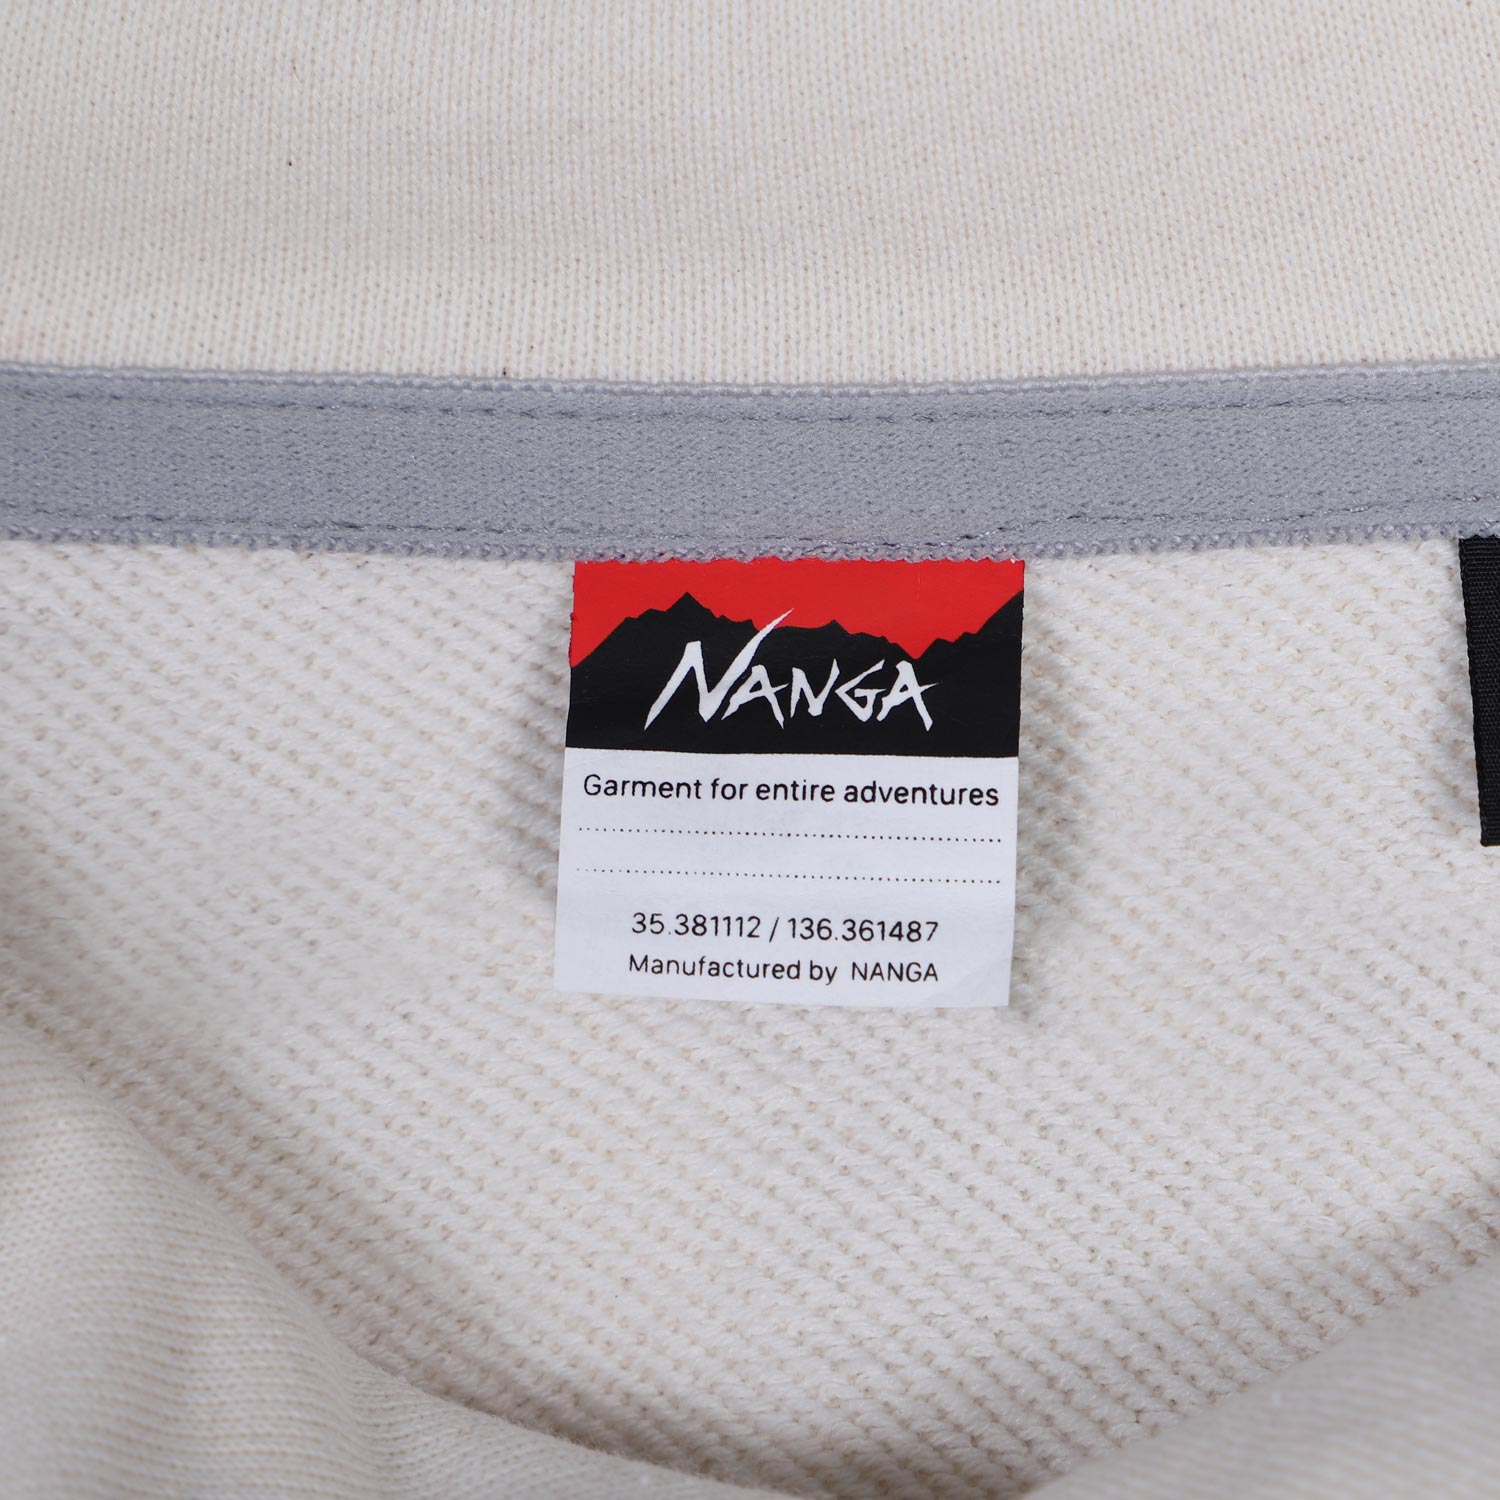 NANGA
Garment for entire adventures
35.381112 / 136.361487
Manufactured by NANGA